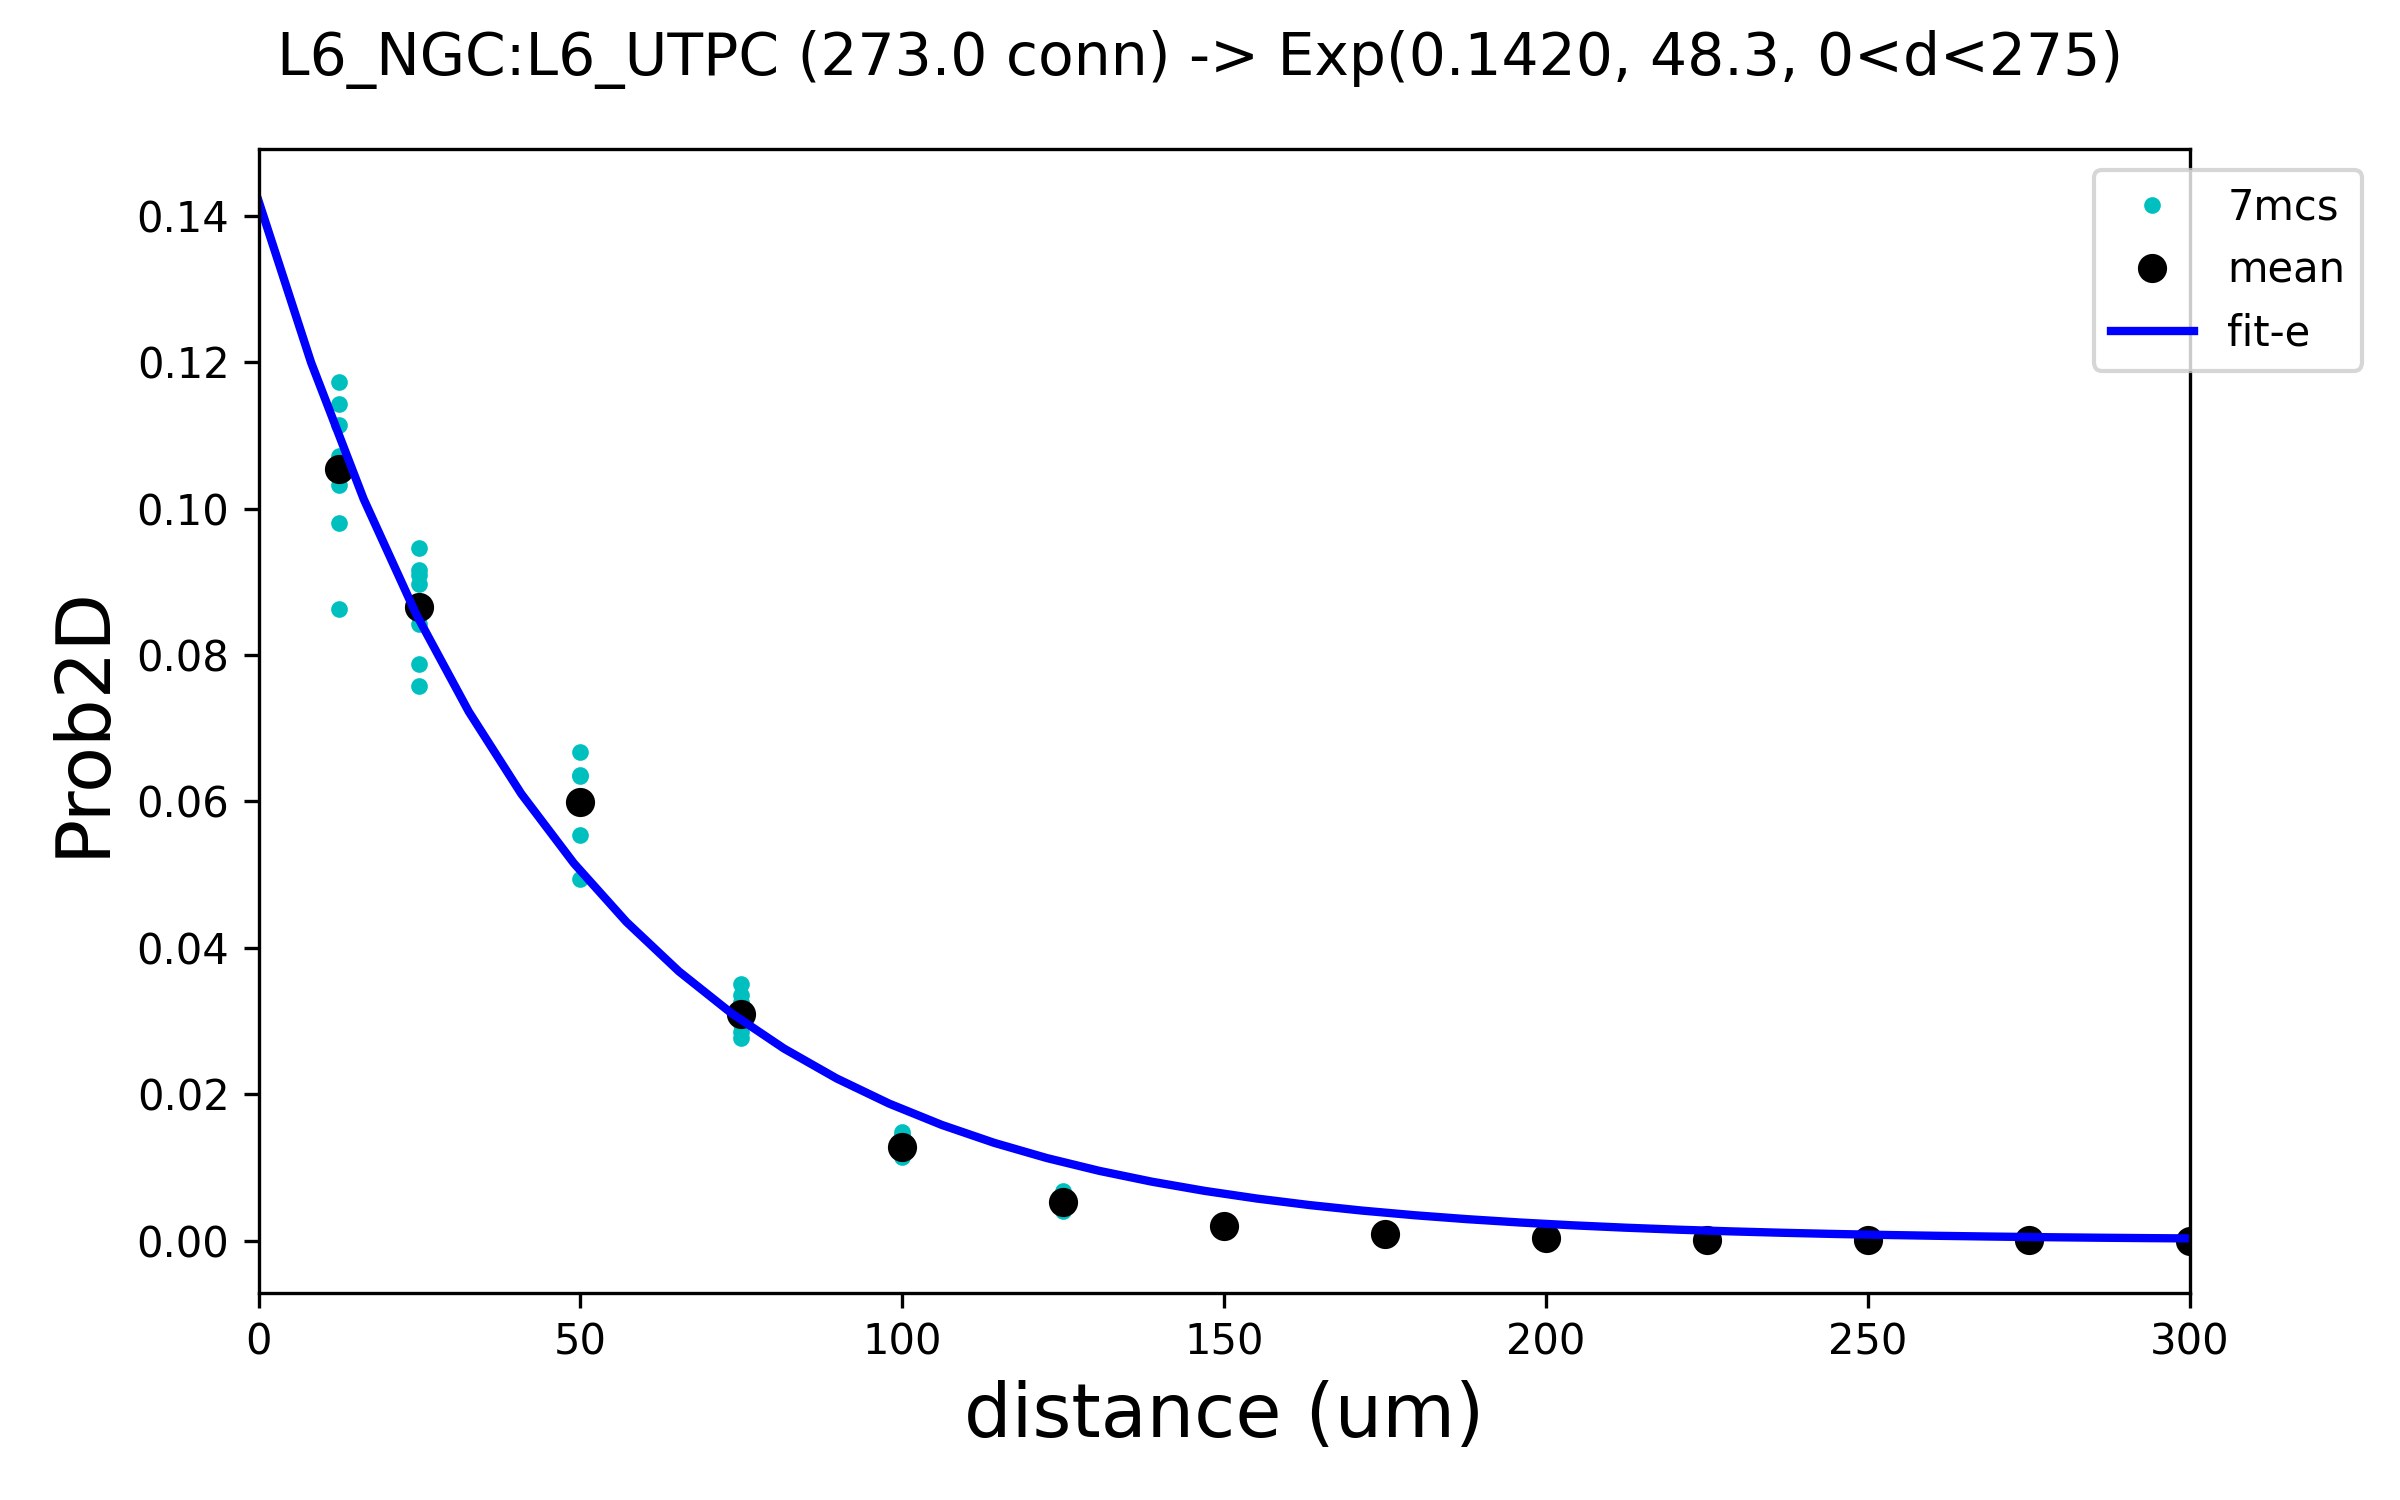 L6_NGC:L6_UTPC (273.0 conn) -> Exp(0.1420, 48.3, 0<d<275)
7mcs
mean
fit-e
Prob2D
0.14
0.12
0.10
0.08
0.06
0.04
0.02
0.00
0 50 100 150 200 250 300
distance (um)